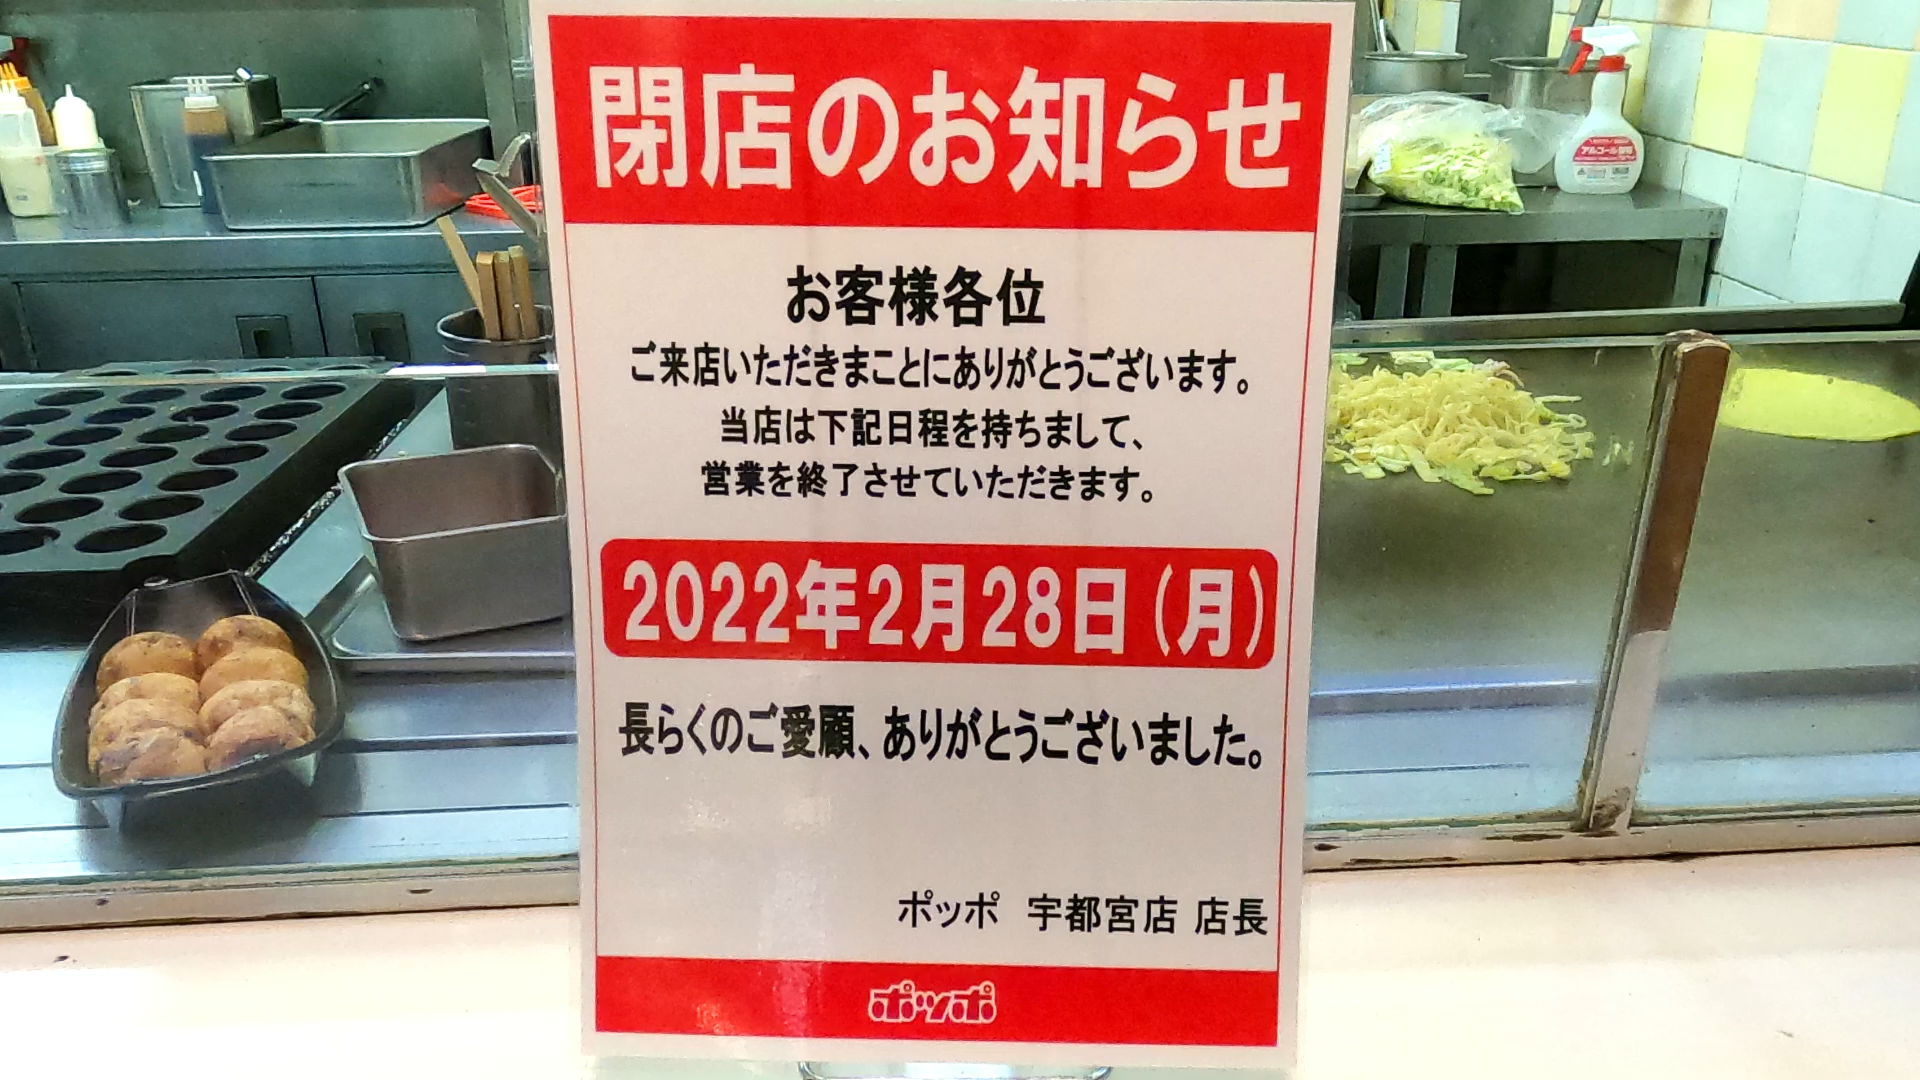 閉店のお知らせ
お客様各位
ご来店いただきまことにありがとうございます。
当店は下記日程を持ちまして、
営業を終了させていただきます。
2022年2月28日(月)
長らくのご愛顧、ありがとうございました。
ポッポ 宇都宮店 店長
ポッポ
アルコール